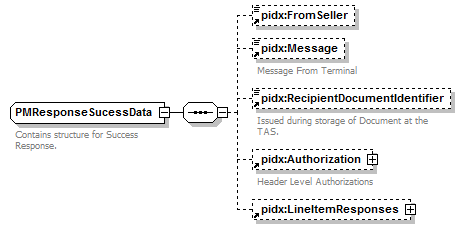 pidx:FromSeller
pidx:Message
Message From Terminal
pidx:RecipientDocumentIdentifier
Issued during storage of Document at the
TAS.
PMResponseSucessData
Contains structure for Success
Response.
pidx:Authorization
Header Level Authorizations
pidx:LineItemResponses